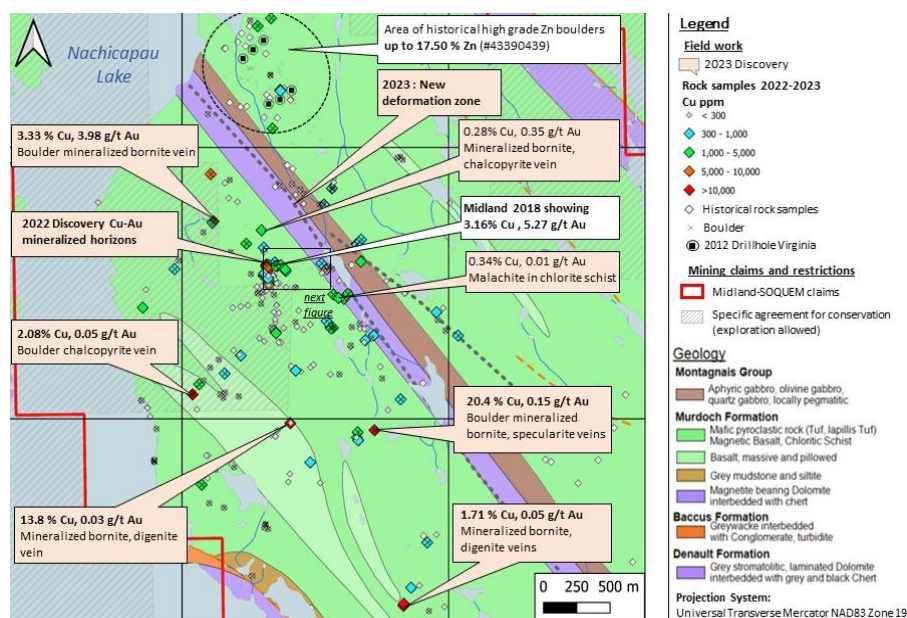 Nachicapau
Lake
Area of historical high grade Zn boulders
up to 17.50 % Zn (#43390439)
2023 : New
deformation zone
3.33 % Cu, 3.98 g/t Au
Boulder mineralized bornite vein
0.28% Cu, 0.35 g/t Au
Mineralized bornite,
chalcopyrite vein
2022 Discovery Cu-Au
mineralized horizons
Midland 2018 showing
3.16% Cu , 5.27 g/t Au
0.34% Cu, 0.01 g/t Au
Malachite in chlorite schist
next
figure
2.08% Cu, 0.05 g/t Au
Boulder chalcopyrite vein
20.4 % Cu, 0.15 g/t Au
Boulder mineralized
bornite, specularite veins
13.8 % Cu, 0.03 g/t Au
Mineralized bornite, digenite
vein
1.71 % Cu, 0.05 g/t Au
Mineralized bornite,
digenite veins
0 250 500 m
Legend
Field work
2023 Discovery
Rock samples 2022-2023
Cu ppm
< 300
300 - 1,000
1,000 - 5,000
5,000 - 10,000
>10,000
Historical rock samples
Boulder
2012 Drillhole Virginia
Mining claims and restrictions
Midland-SOQUEM claims
Specific agreement for conservation
(exploration allowed)
Geology
Montagnais Group
Aphyric gabbro, olivine gabbro,
quartz gabbro, locally pegmatitic
Murdoch Formation
Mafic pyroclastic rock (Tuf, lapillis Tuf)
Magnetic Basalt, Chloritic Schist
Basalt; massive and pillowed
Grey mudstone and siltite
Magnetite bearing Dolomite
interbedded with chert
Baccus Formation
Greywacke interbedded
with Conglomerate, turbidite
Denault Formation
Grey stromatolitic, laminated Dolomite
interbedded with grey and black Chert
Projection System:
Universal Transverse Mercator NAD83 Zone 19